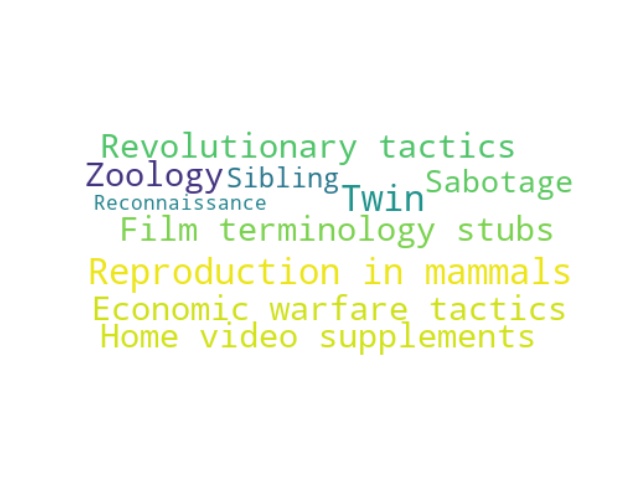 Revolutionary tactics
Zoology Sibling Twin Sabotage
Reconnaissance
Film terminology stubs
Reproduction in mammals
Economic warfare tactics
Home video supplements